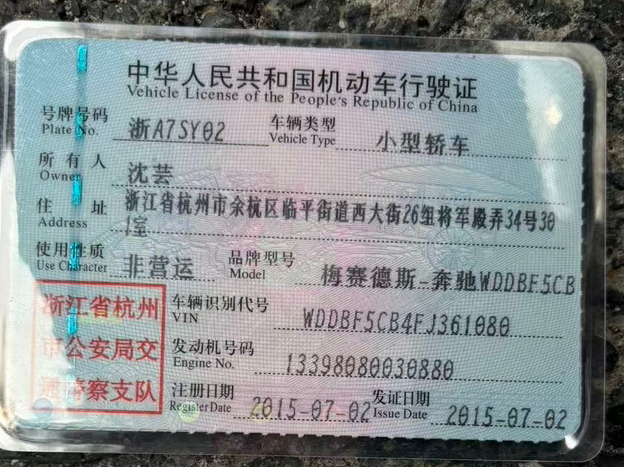 中华人民共和国机动车行驶证
Vehicle License of the People's Republic of China
号牌号码 浙A7SY02 车辆类型 小型轿车
Plate No. Vehicle Type
所有人 沈芸
Owner
住址 浙江省杭州市余杭区临平街道西大街26组将军殿弄34号30
Address 1室
使用性质 非营运 品牌型号 梅赛德斯-奔驰WDDBF5CB
Use Character Model
浙江省杭州 车辆识别代号 WDDBF5CB4FJ361080
VIN
市公安局交 发动机号码 13398080030880
Engine No.
通警察支队 注册日期 2015-07-02 发证日期 2015-07-02
Register Date Issue Date